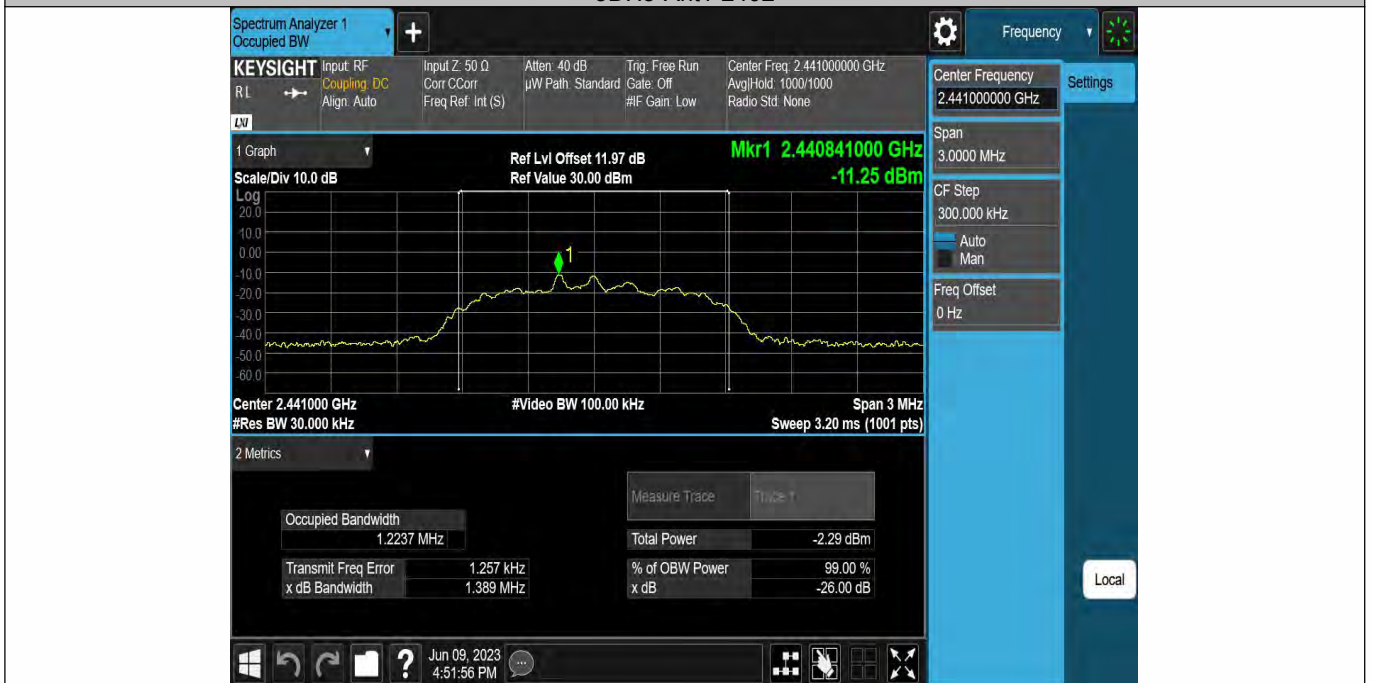 Spectrum Analyzer 1
Occupied BW
Frequency
KEYSIGHT
RL
LXI
Input: RF
Coupling: DC
Align: Auto
Input Z: 50 Ω
Corr CCorr
Freq Ref: Int (S)
Atten: 40 dB
µW Path: Standard
Trig: Free Run
Gate: Off
#IF Gain: Low
Center Freq: 2.441000000 GHz
Avg|Hold: 1000/1000
Radio Std: None
Center Frequency
2.441000000 GHz
Settings
Span
3.0000 MHz
CF Step
300.000 kHz
Auto
Man
Freq Offset
0 Hz
Local
1 Graph
Scale/Div 10.0 dB
Ref Lvl Offset 11.97 dB
Ref Value 30.00 dBm
Mkr1 2.440841000 GHz
-11.25 dBm
Log
20.0
10.0
0.00
-10.0
-20.0
-30.0
-40.0
-50.0
-60.0
1
Center 2.441000 GHz
#Video BW 100.00 kHz
Span 3 MHz
#Res BW 30.000 kHz
Sweep 3.20 ms (1001 pts)
2 Metrics
Measure Trace
Trace 1
Occupied Bandwidth
1.2237 MHz
Total Power
-2.29 dBm
Transmit Freq Error
1.257 kHz
% of OBW Power
99.00 %
x dB Bandwidth
1.389 MHz
x dB
-26.00 dB
?
Jun 09, 2023
4:51:56 PM